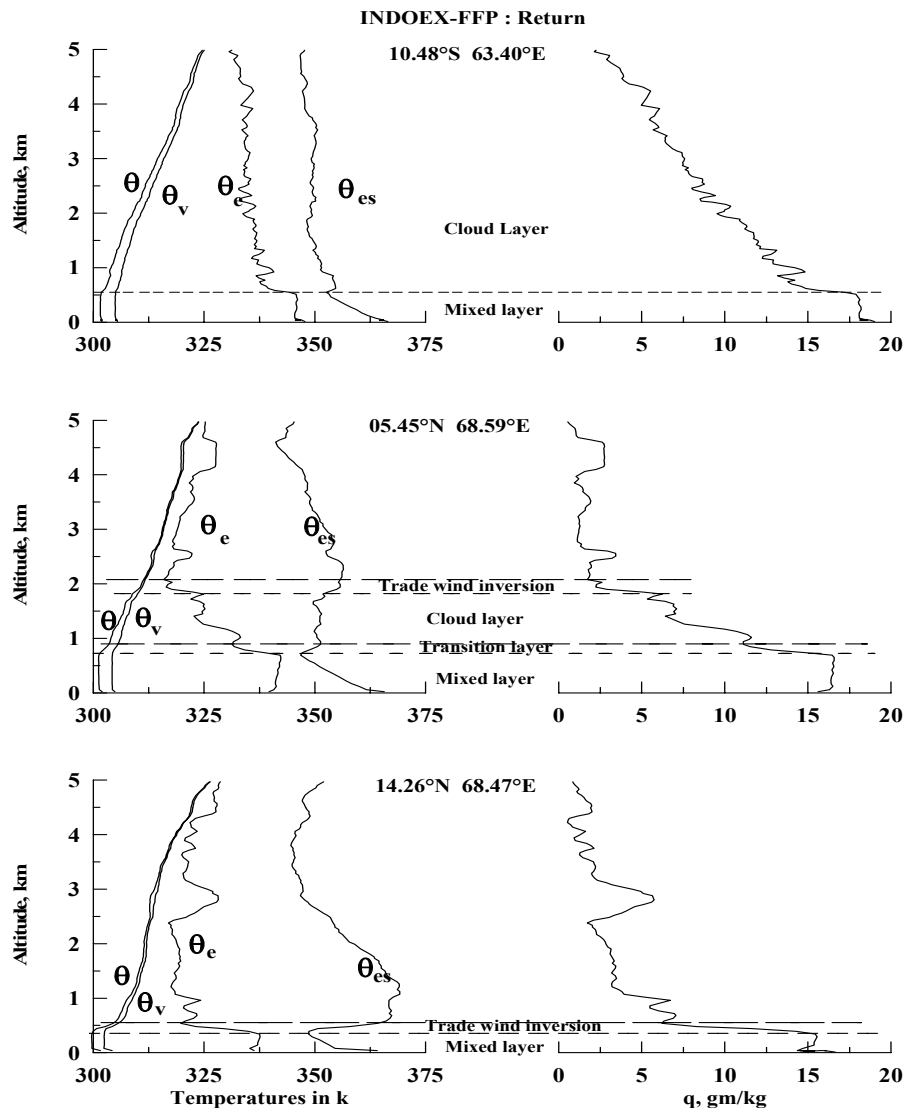 INDOEX-FFP : Return
10.48°S 63.40°E
5
4
3
2
1
0
Altitude, km
θ
θv
θe
θes
Cloud Layer
Mixed layer
300 325 350 375
0 5 10 15 20
05.45°N 68.59°E
5
4
3
2
1
0
Altitude, km
θ
θv
θe
θes
Trade wind inversion
Cloud layer
Transition layer
Mixed layer
300 325 350 375
0 5 10 15 20
14.26°N 68.47°E
5
4
3
2
1
0
Altitude, km
θ
θv
θe
θes
Trade wind inversion
Mixed layer
300 325 350 375
0 5 10 15 20
Temperatures in k
q, gm/kg